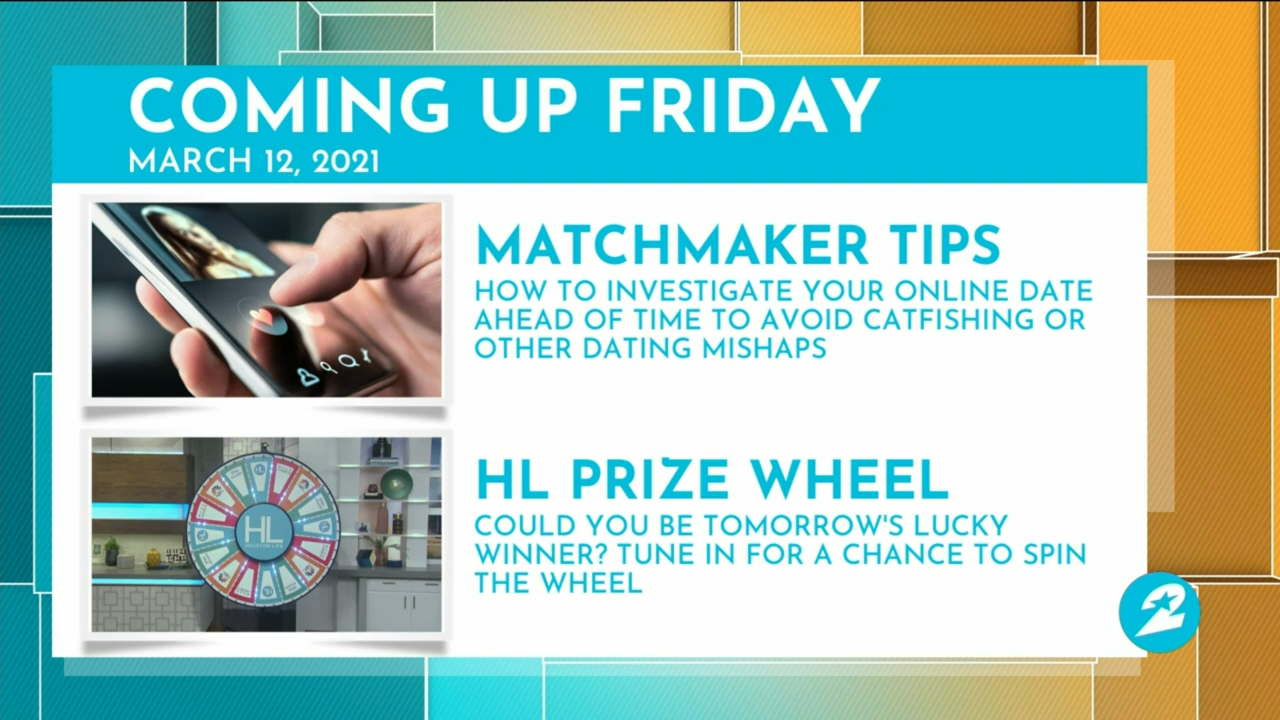 COMING UP FRIDAY
MARCH 12, 2021
MATCHMAKER TIPS
HOW TO INVESTIGATE YOUR ONLINE DATE
AHEAD OF TIME TO AVOID CATFISHING OR
OTHER DATING MISHAPS
HL
HOUSTON LIFE
HL PRIZE WHEEL
COULD YOU BE TOMORROW'S LUCKY
WINNER? TUNE IN FOR A CHANCE TO SPIN
THE WHEEL
2